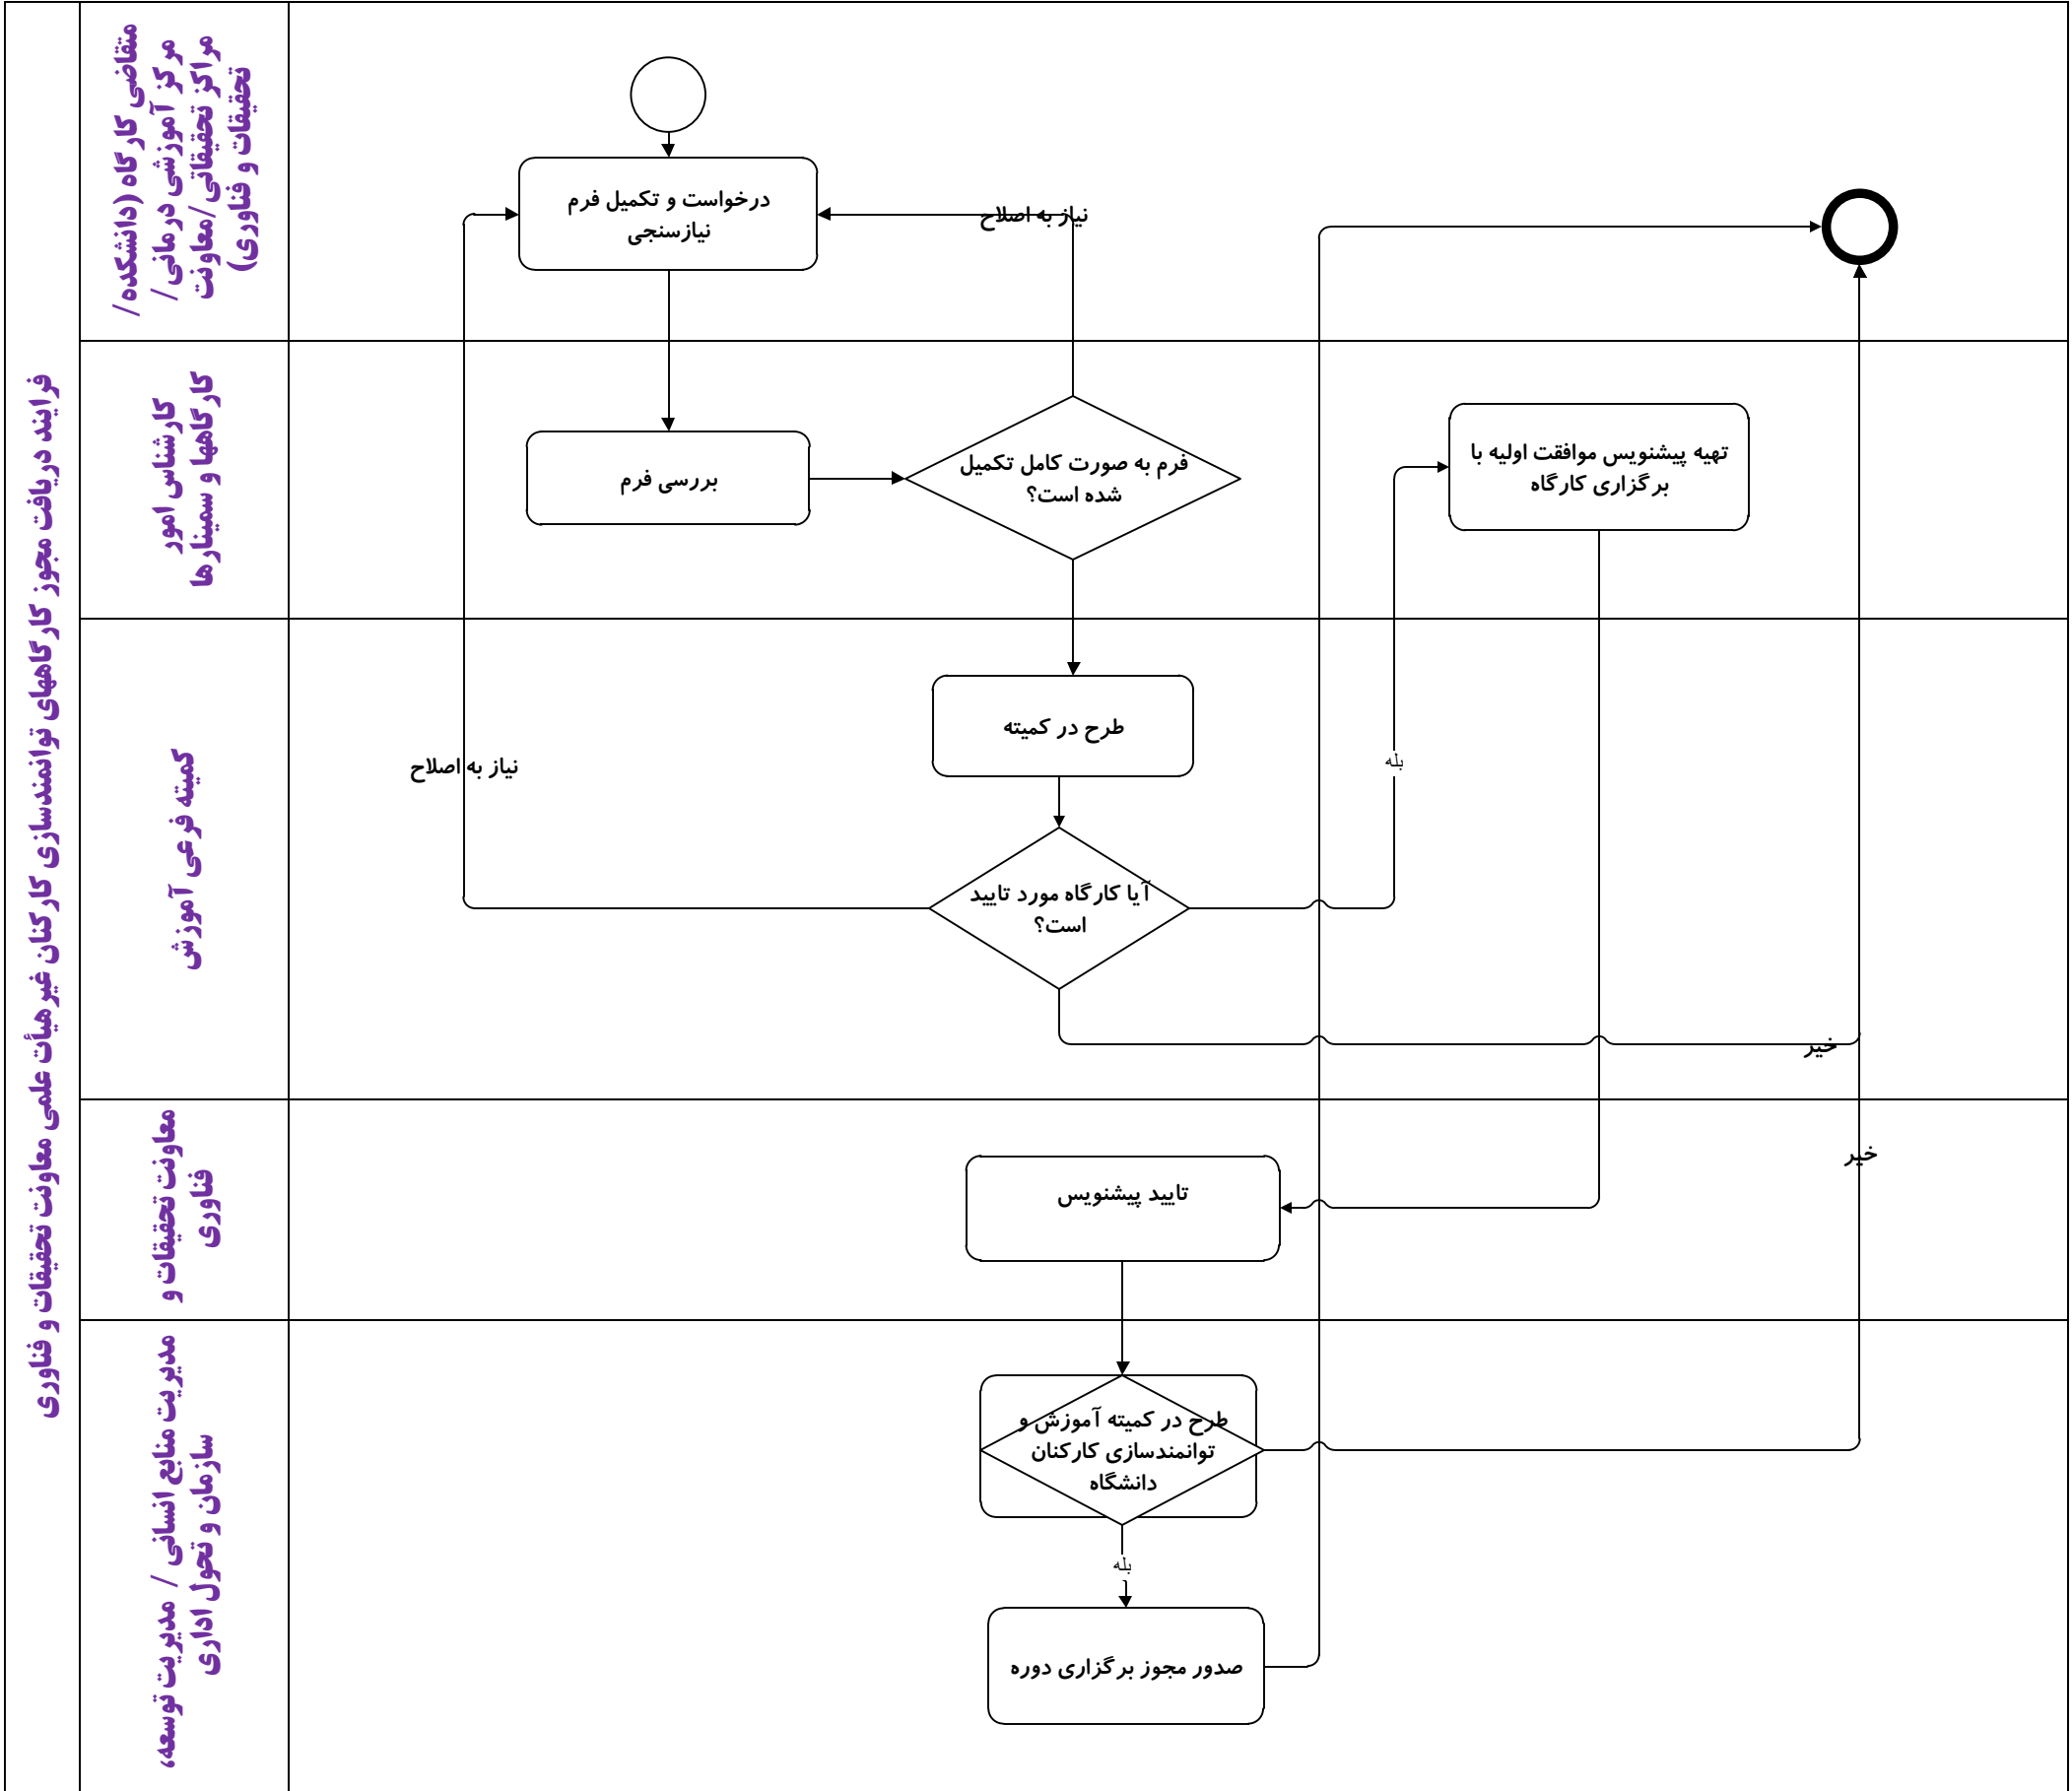 فرایند دریافت مجوز کارگاههای توانمندسازی کارکنان غیرهیأت علمی معاونت تحقیقات و فناوری
متقاضی کارگاه (دانشکده/
مرکز آموزشی درمانی/
مراکز تحقیقاتی/معاونت
تحقیقات و فناوری)
درخواست و تکمیل فرم
نیازسنجی
نیاز به اصلاح
کارشناس امور
کارگاهها و سمینارها
بررسی فرم
فرم به صورت کامل تکمیل
شده است؟
تهیه پیشنویس موافقت اولیه با
برگزاری کارگاه
کمیته فرعی آموزش
طرح در کمیته
نیاز به اصلاح
بله
آیا کارگاه مورد تایید
است؟
خیر
معاونت تحقیقات و
فناوری
تایید پیشنویس
خیر
مدیریت منابع انسانی / مدیریت توسعه،
سازمان و تحول اداری
طرح در کمیته آموزش و
توانمندسازی کارکنان
دانشگاه
بله
صدور مجوز برگزاری دوره